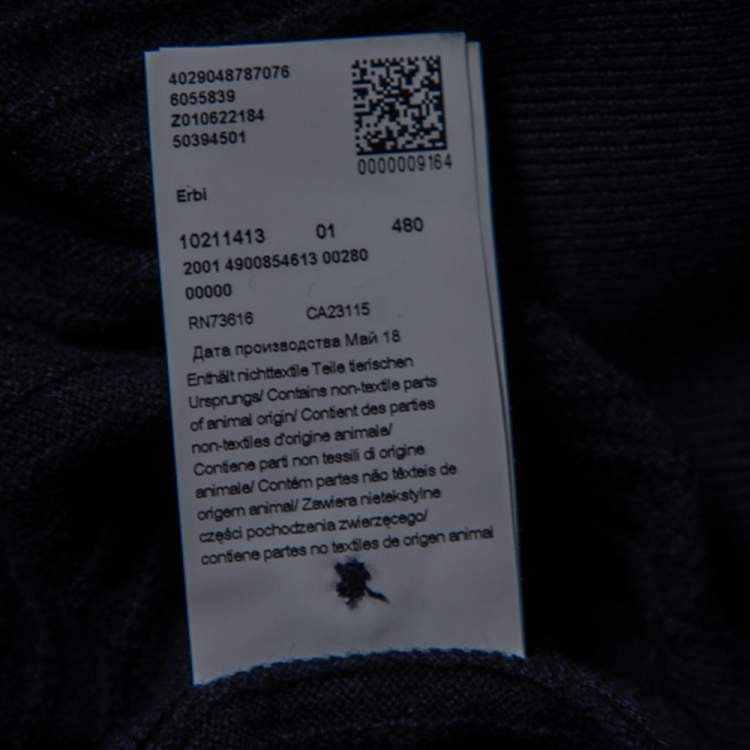 4029048787076
6055839
Z010622184
50394501
0000009164
Erbi
10211413 01 480
2001 4900854613 00280
00000
RN73616 CA23115
Дата производства Май 18
Enthält nichttextile Teile tierischen
Ursprungs/ Contains non-textile parts
of animal origin/ Contient des parties
non-textiles d'origine animale/
Contiene parti non tessili di origine
animale/ Contém partes não têxteis de
origem animal/ Zawiera nietekstylne
części pochodzenia zwierzęcego/
contiene partes no textiles de origen animal